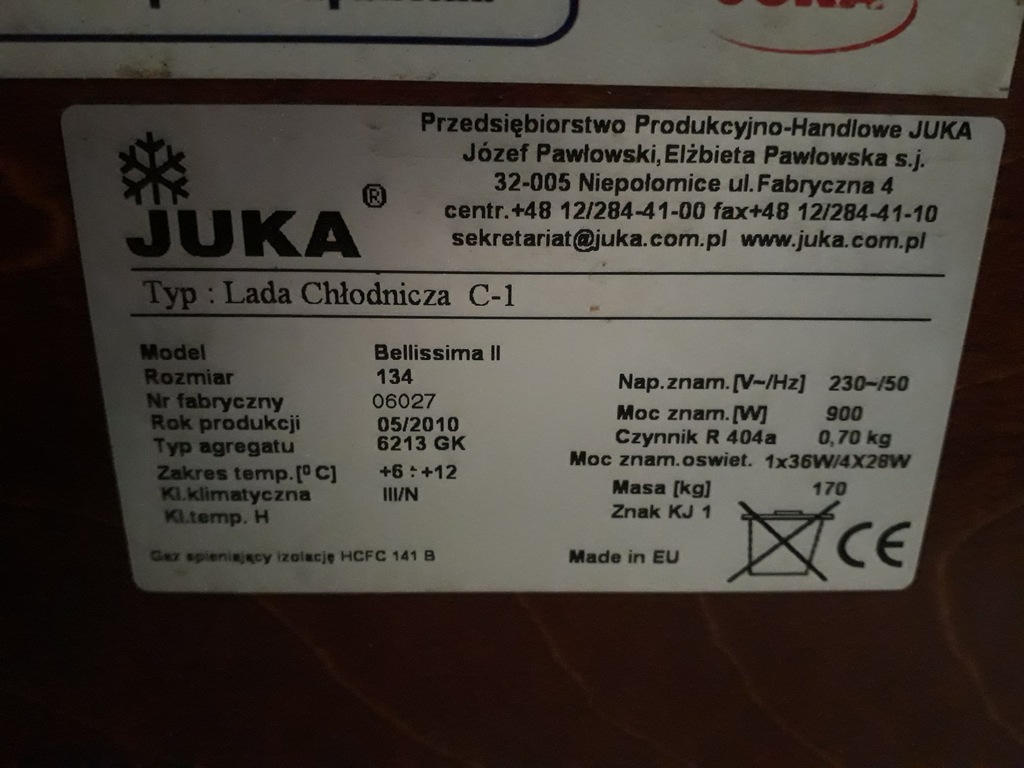 JUKA
Przedsiębiorstwo Produkcyjno-Handlowe JUKA
Józef Pawłowski,Elżbieta Pawłowska s.j.
32-005 Niepołomice ul.Fabryczna 4
centr.+48 12/284-41-00 fax+48 12/284-41-10
sekretariat@juka.com.pl www.juka.com.pl
JUKA ®
Typ : Lada Chłodnicza C-1
Model Bellissima II
Rozmiar 134
Nr fabryczny 06027
Rok produkcji 05/2010
Typ agregatu 6213 GK
Zakres temp.[ºC] +6 ÷ +12
Kl.klimatyczna III/N
Kl.temp. H
Gaz spieniający izolację HCFC 141 B
Nap.znam.[V~/Hz] 230~/50
Moc znam.[W] 900
Czynnik R 404a 0,70 kg
Moc znam.oswiet. 1x36W/4X28W
Masa [kg] 170
Znak KJ 1
Made in EU
CE